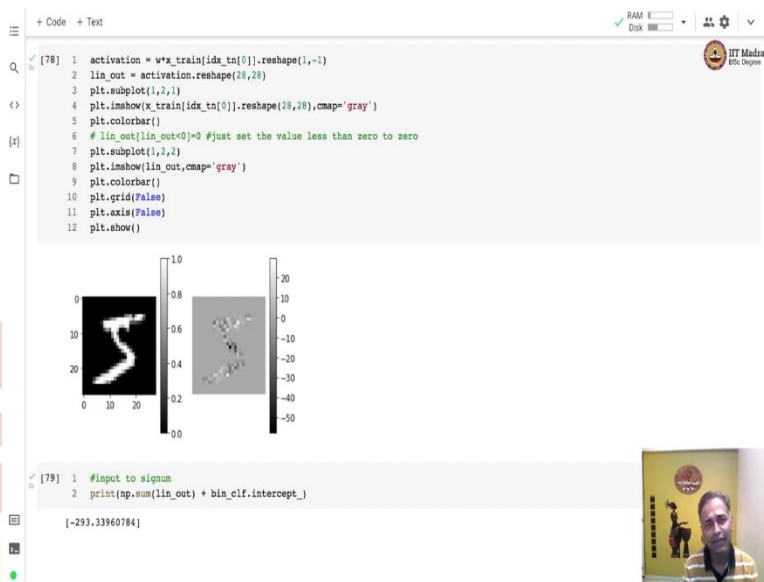 + Code + Text
RAM
Disk
IIT Madra
BSc Degree
[78] 1 activation = w*x_train[idx_tn[0]].reshape(1,-1)
2 lin_out = activation.reshape(28,28)
3 plt.subplot(1,2,1)
4 plt.imshow(x_train[idx_tn[0]].reshape(28,28),cmap='gray')
5 plt.colorbar()
6 # lin_out[lin_out<0]=0 #just set the value less than zero to zero
7 plt.subplot(1,2,2)
8 plt.imshow(lin_out,cmap='gray')
9 plt.colorbar()
10 plt.grid(False)
11 plt.axis(False)
12 plt.show()
{x}
0
10
20
0 10 20
1.0
0.8
0.6
0.4
0.2
0.0
20
10
0
-10
-20
-30
-40
-50
[79] 1 #input to signum
2 print(np.sum(lin_out) + bin_clf.intercept_)
[-293.33960784]